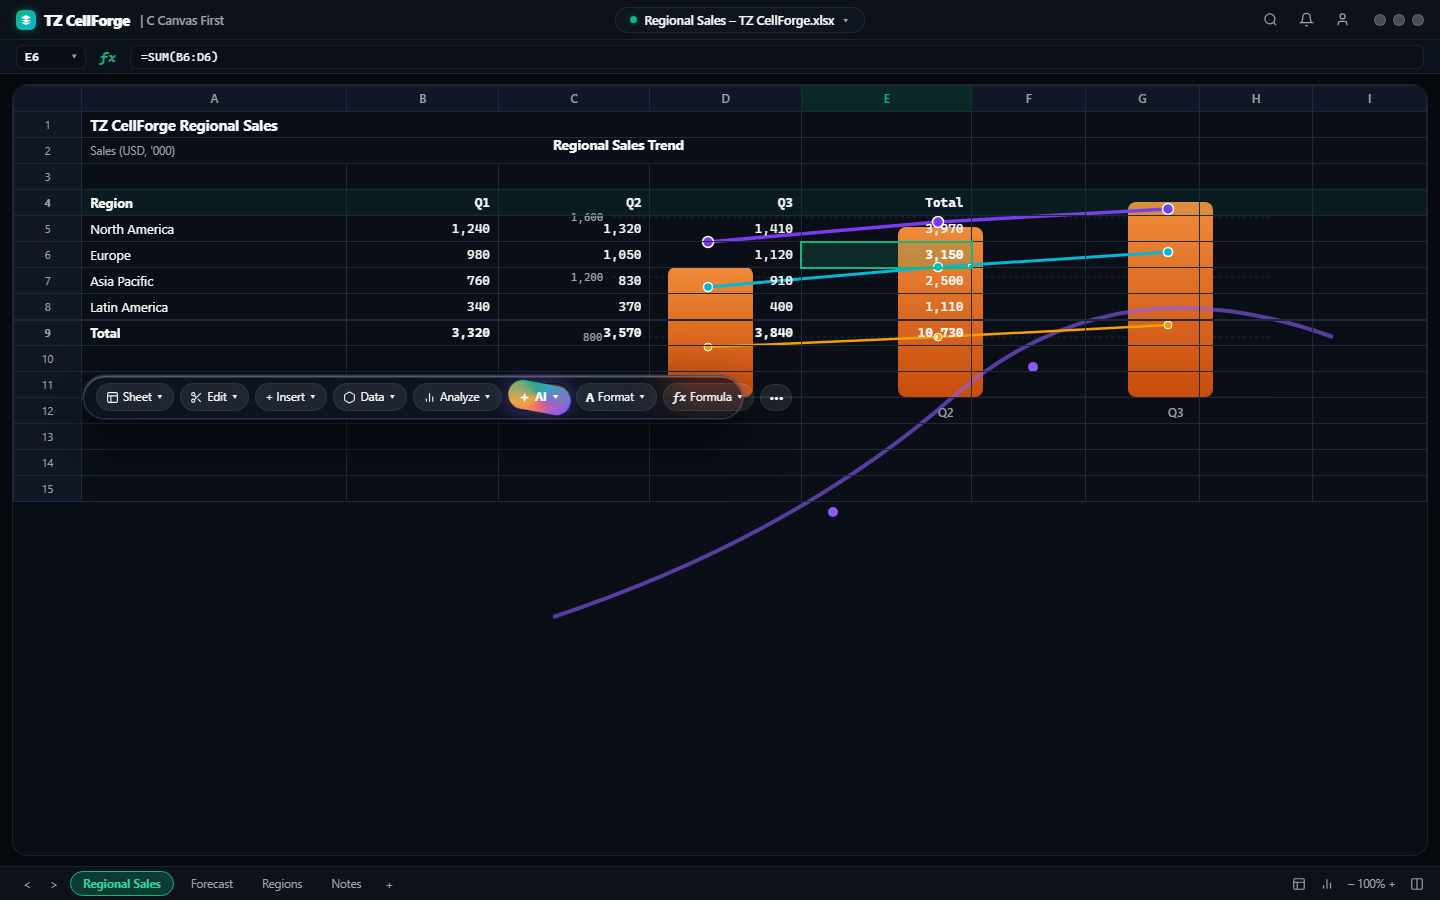 TZ CellForge | C Canvas First
Regional Sales – TZ CellForge.xlsx
E6 fx =SUM(B6:D6)
A B C D E F G H I
1 TZ CellForge Regional Sales
2 Sales (USD, '000)
Regional Sales Trend
3
4 Region Q1 Q2 Q3 Total
1,600
5 North America 1,240 1,320 1,410 3,970
6 Europe 980 1,050 1,120 3,150
1,200
7 Asia Pacific 760 830 910 2,500
8 Latin America 340 370 400 1,110
800
9 Total 3,320 3,570 3,840 10,730
10
11
Sheet Edit + Insert Data Analyze AI A Format fx Formula •••
12
Q2 Q3
13
14
15
< > Regional Sales Forecast Regions Notes +
– 100% +